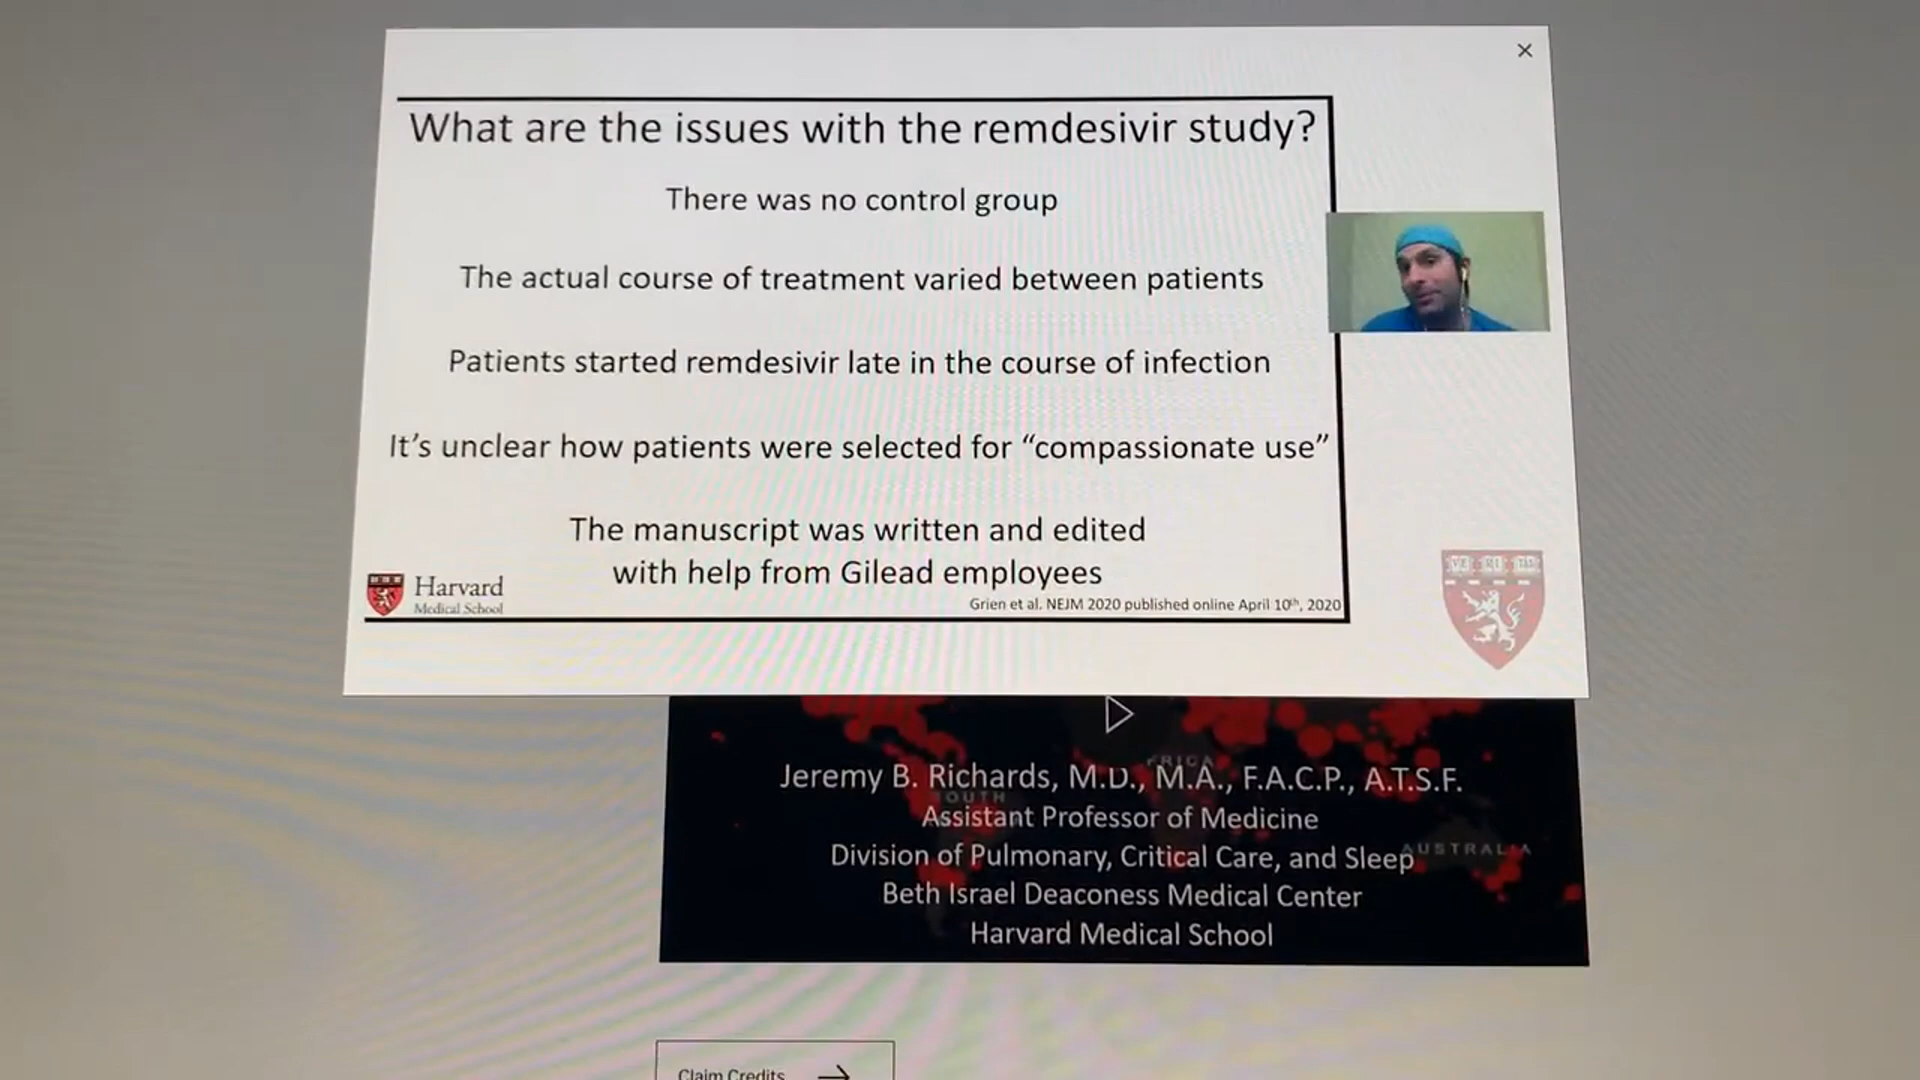 ×
What are the issues with the remdesivir study?
There was no control group
The actual course of treatment varied between patients
Patients started remdesivir late in the course of infection
It’s unclear how patients were selected for “compassionate use”
The manuscript was written and edited
with help from Gilead employees
Harvard
Medical School
Grien et al. NEJM 2020 published online April 10th, 2020
VE RI TAS
Jeremy B. Richards, M.D., M.A., F.A.C.P., A.T.S.F.
Assistant Professor of Medicine
Division of Pulmonary, Critical Care, and Sleep
AUSTRALIA
Beth Israel Deaconess Medical Center
Harvard Medical School
Claim Credits